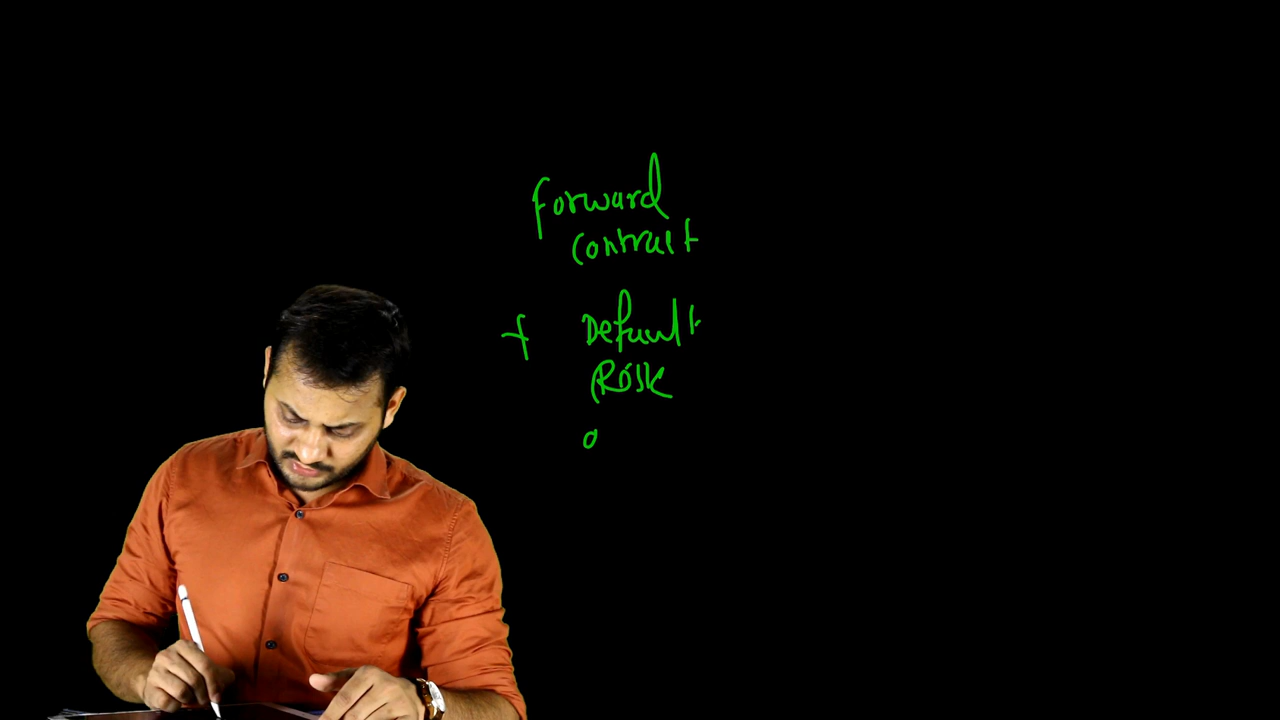 Forward
Contract
+ Default
Risk
o